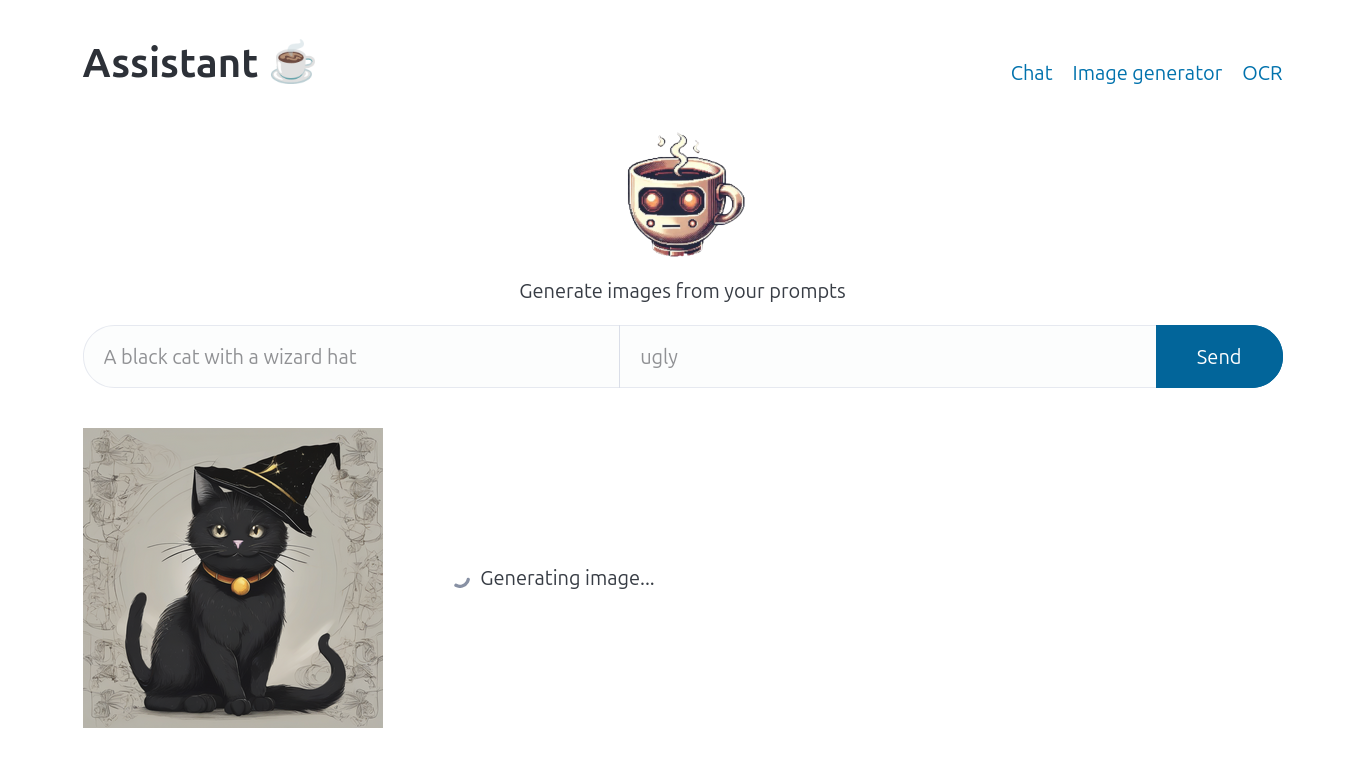 Assistant ☕
Chat Image generator OCR
Generate images from your prompts
A black cat with a wizard hat ugly Send
Generating image...